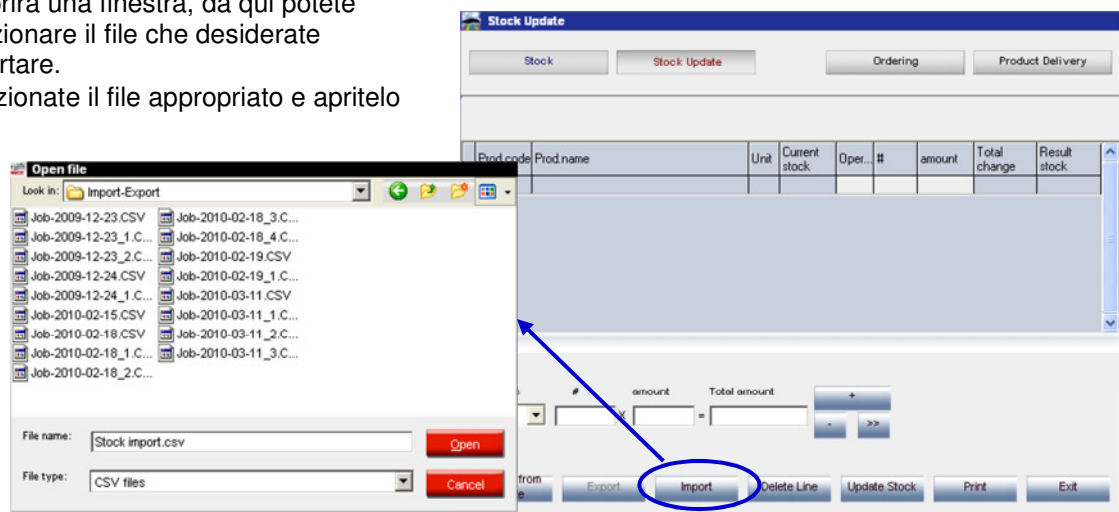 una finestra, da qui potete
zionare il file che desiderate
rtare.
zionate il file appropriato e apritelo
Stock Update
Stock Stock Update Ordering Product Delivery
Prod.code Prod.name Unit Current stock Oper... # amount Total change Result stock
Open file
Look in: Import-Export
Job-2009-12-23.CSV Job-2010-02-18_3.C...
Job-2009-12-23_1.C... Job-2010-02-18_4.C...
Job-2009-12-23_2.C... Job-2010-02-19.CSV
Job-2009-12-24.CSV Job-2010-02-19_1.C...
Job-2009-12-24_1.C... Job-2010-03-11.CSV
Job-2010-02-15.CSV Job-2010-03-11_1.C...
Job-2010-02-18.CSV Job-2010-03-11_2.C...
Job-2010-02-18_1.C... Job-2010-03-11_3.C...
Job-2010-02-18_2.C...
# amount Total amount
X = + - >>
File name: Stock import.csv Open
File type: CSV files Cancel
from
Export Import Delete Line Update Stock Print Exit